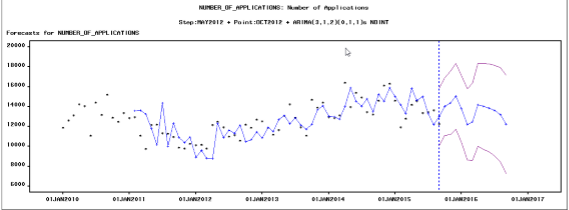 NUMBER_OF_APPLICATIONS: Number of Applications
Step:MAY2012 + Point:OCT2012 + ARIMA(3,1,2)(0,1,1)s NOINT
Forecasts for NUMBER_OF_APPLICATIONS
20000
18000
16000
14000
12000
10000
8000
6000
01JAN2010 01JAN2011 01JAN2012 01JAN2013 01JAN2014 01JAN2015 01JAN2016 01JAN2017